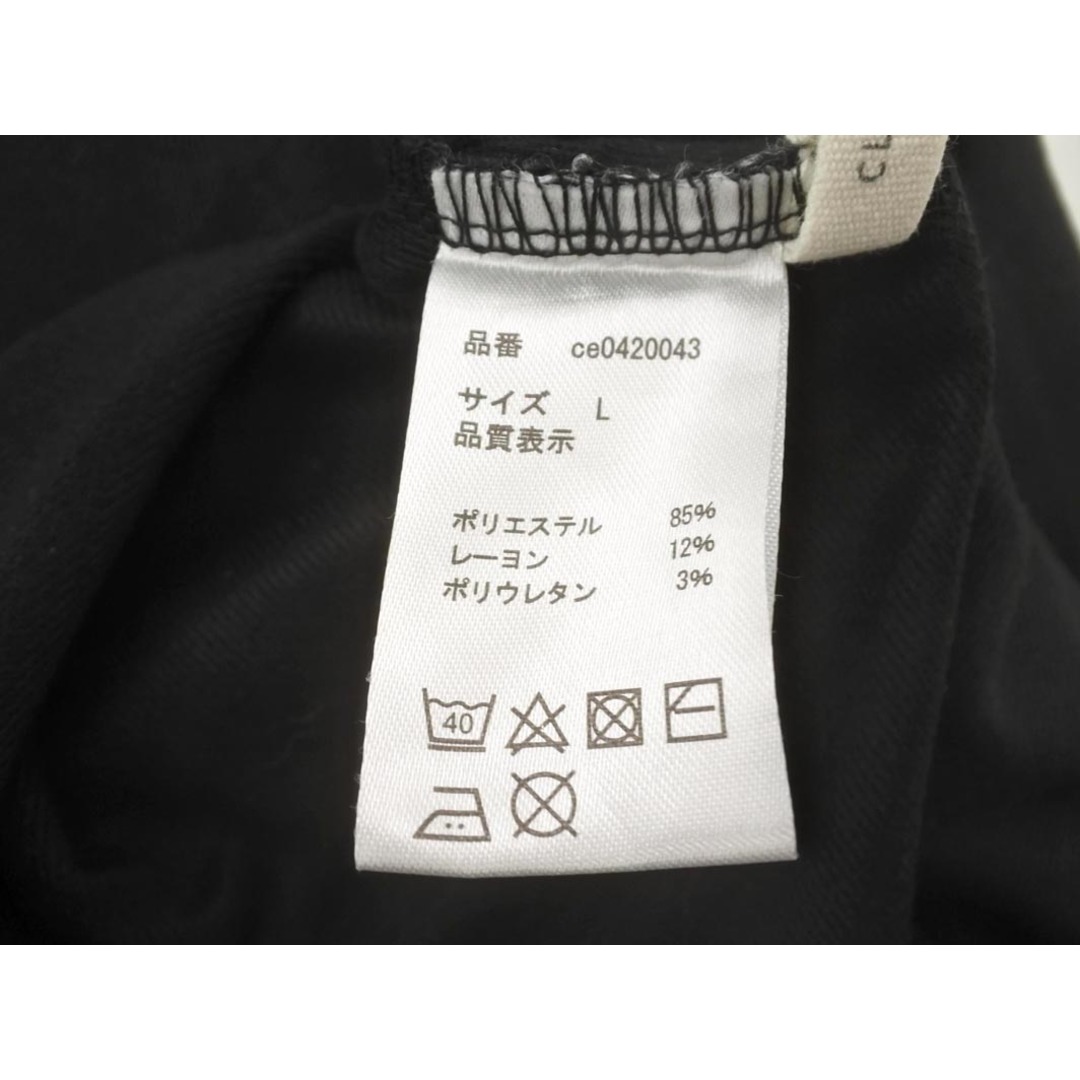 CL
品番 ce0420043
サイズ L
品質表示
ポリエステル 85%
レーヨン 12%
ポリウレタン 3%
40